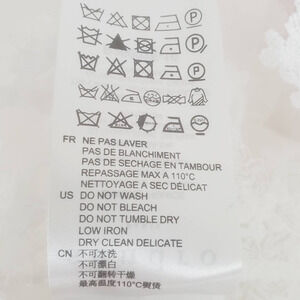 FR NE PAS LAVER
PAS DE BLANCHIMENT
PAS DE SECHAGE EN TAMBOUR
REPASSAGE MAX A 110°C
NETTOYAGE A SEC DÉLICAT
US DO NOT WASH
DO NOT BLEACH
DO NOT TUMBLE DRY
LOW IRON
DRY CLEAN DELICATE
CN 不可水洗
不可漂白
不可翻转干燥
最高温度110°C熨烫